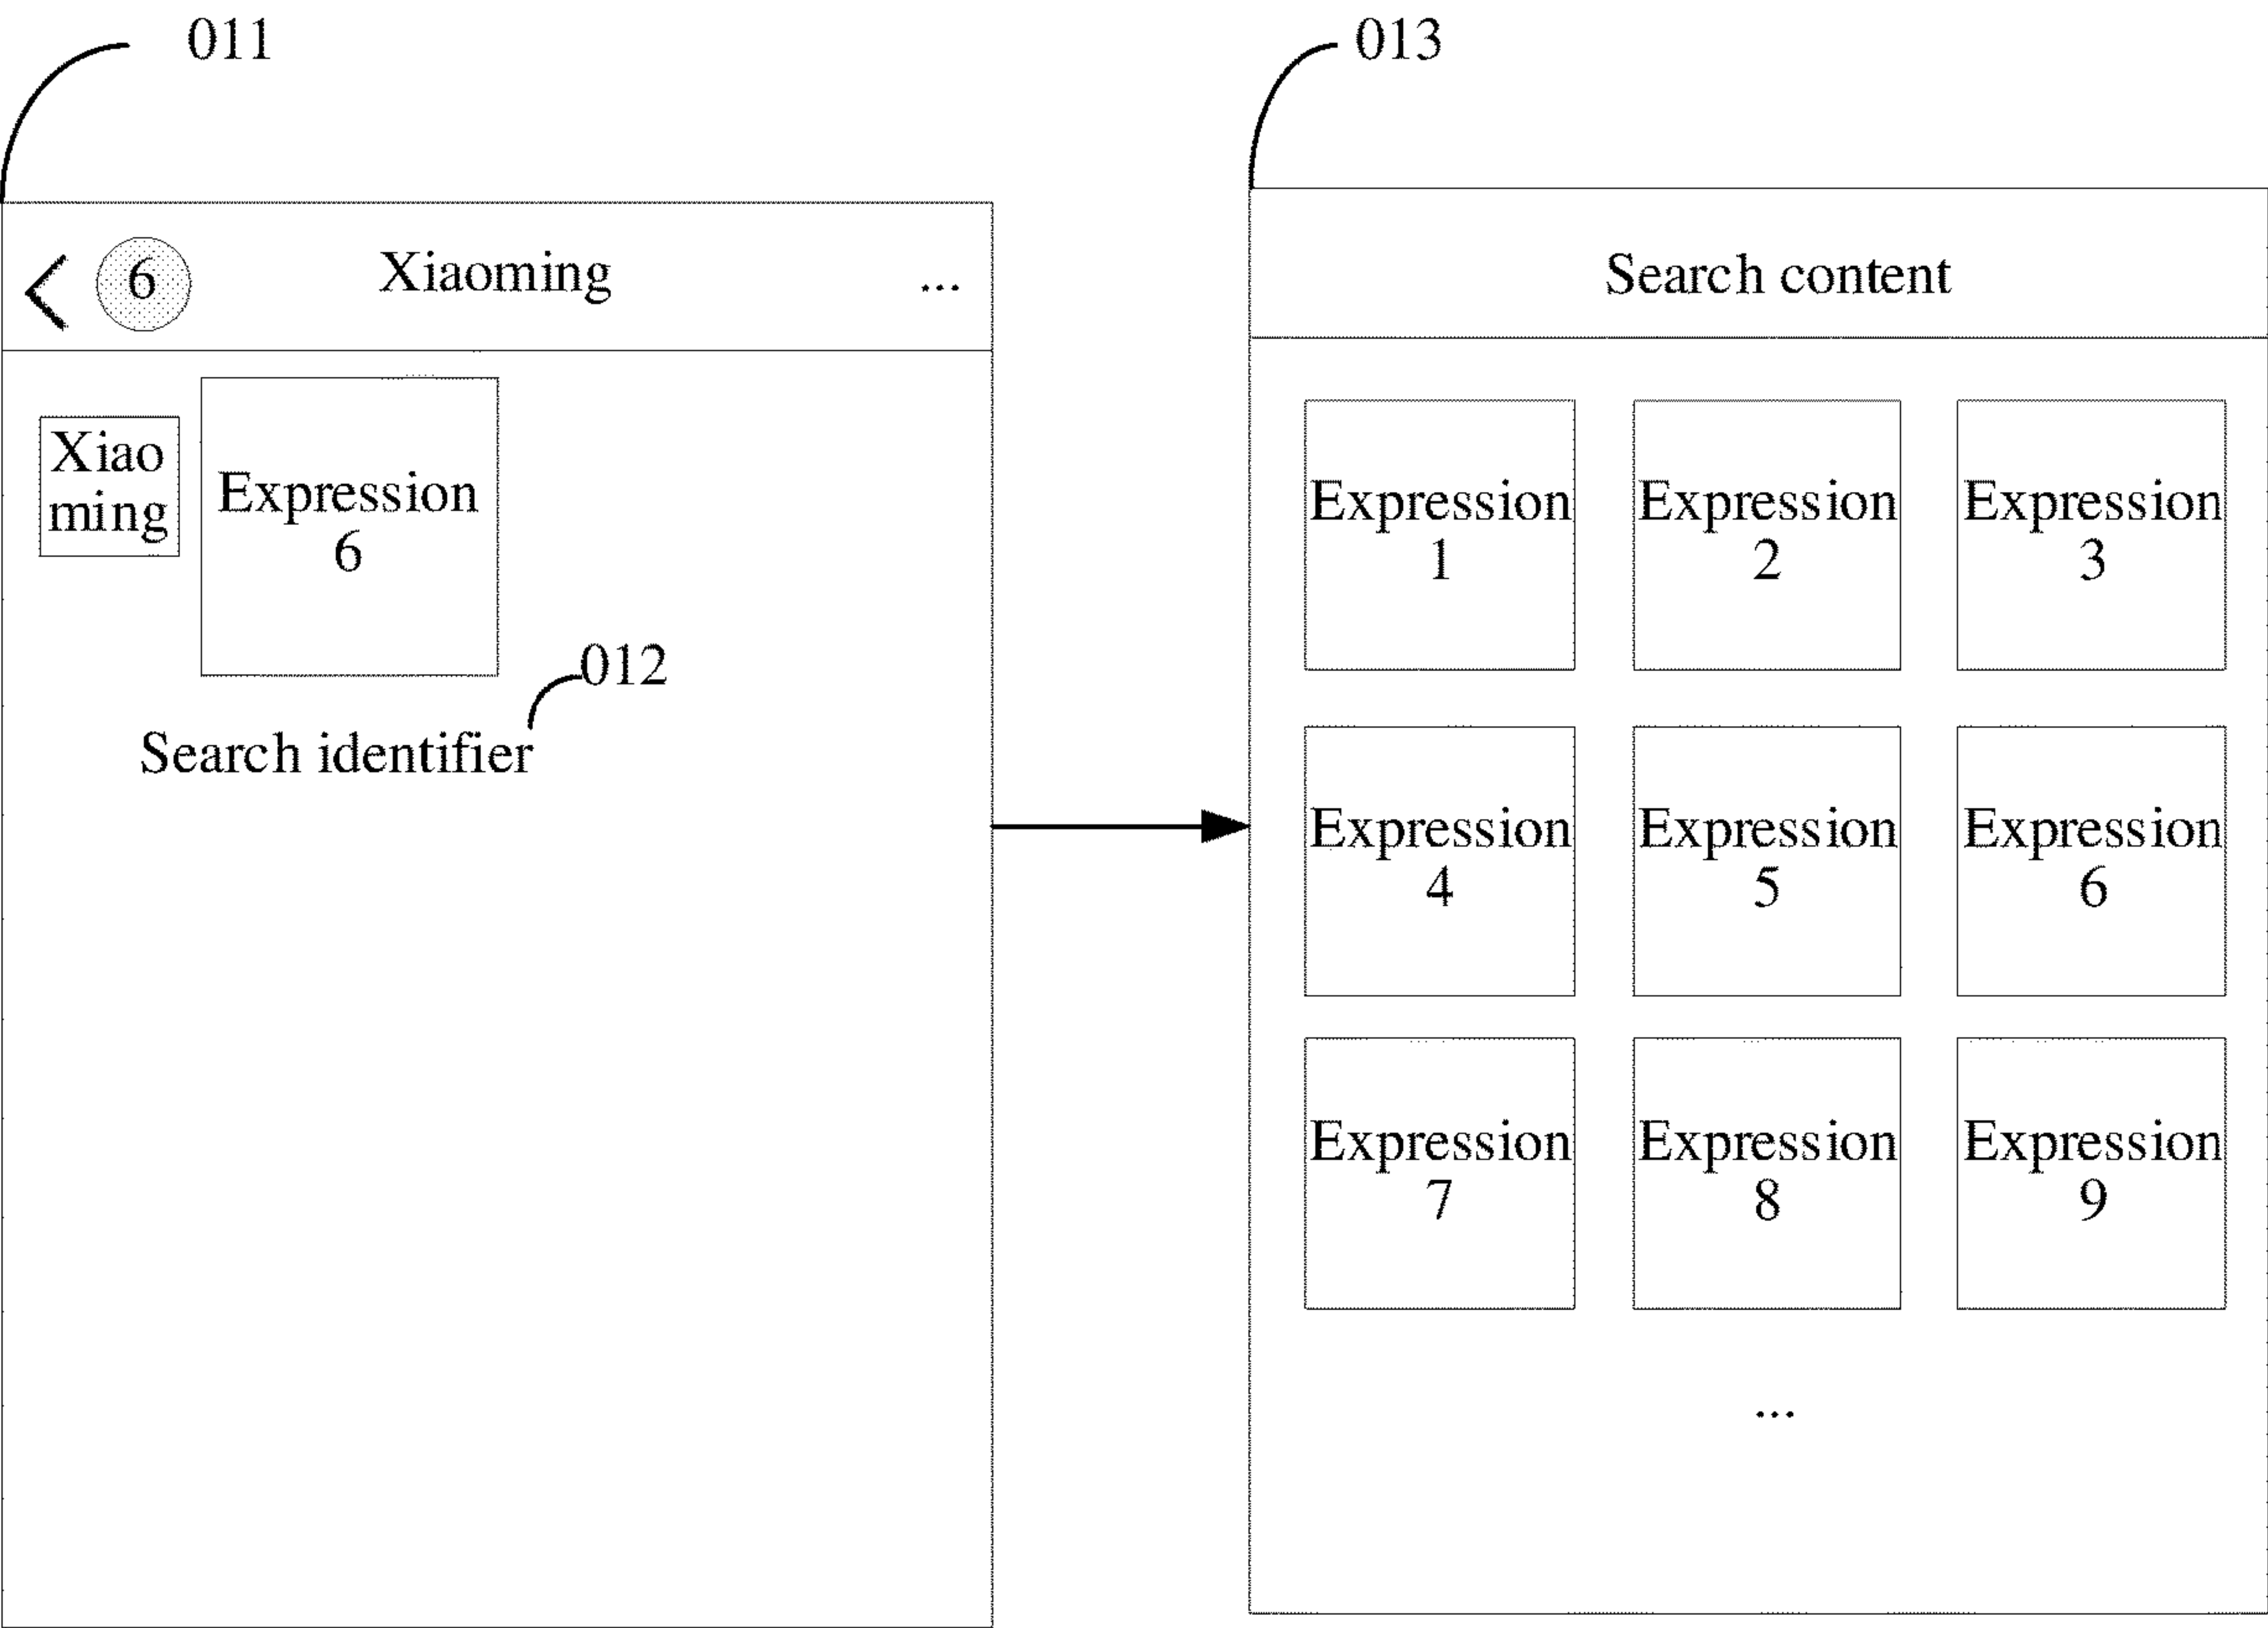 011
6
Xiaoming
...
Xiao
ming
Expression
6
012
Search identifier
013
Search content
Expression
1
Expression
2
Expression
3
Expression
4
Expression
5
Expression
6
Expression
7
Expression
8
Expression
9
...